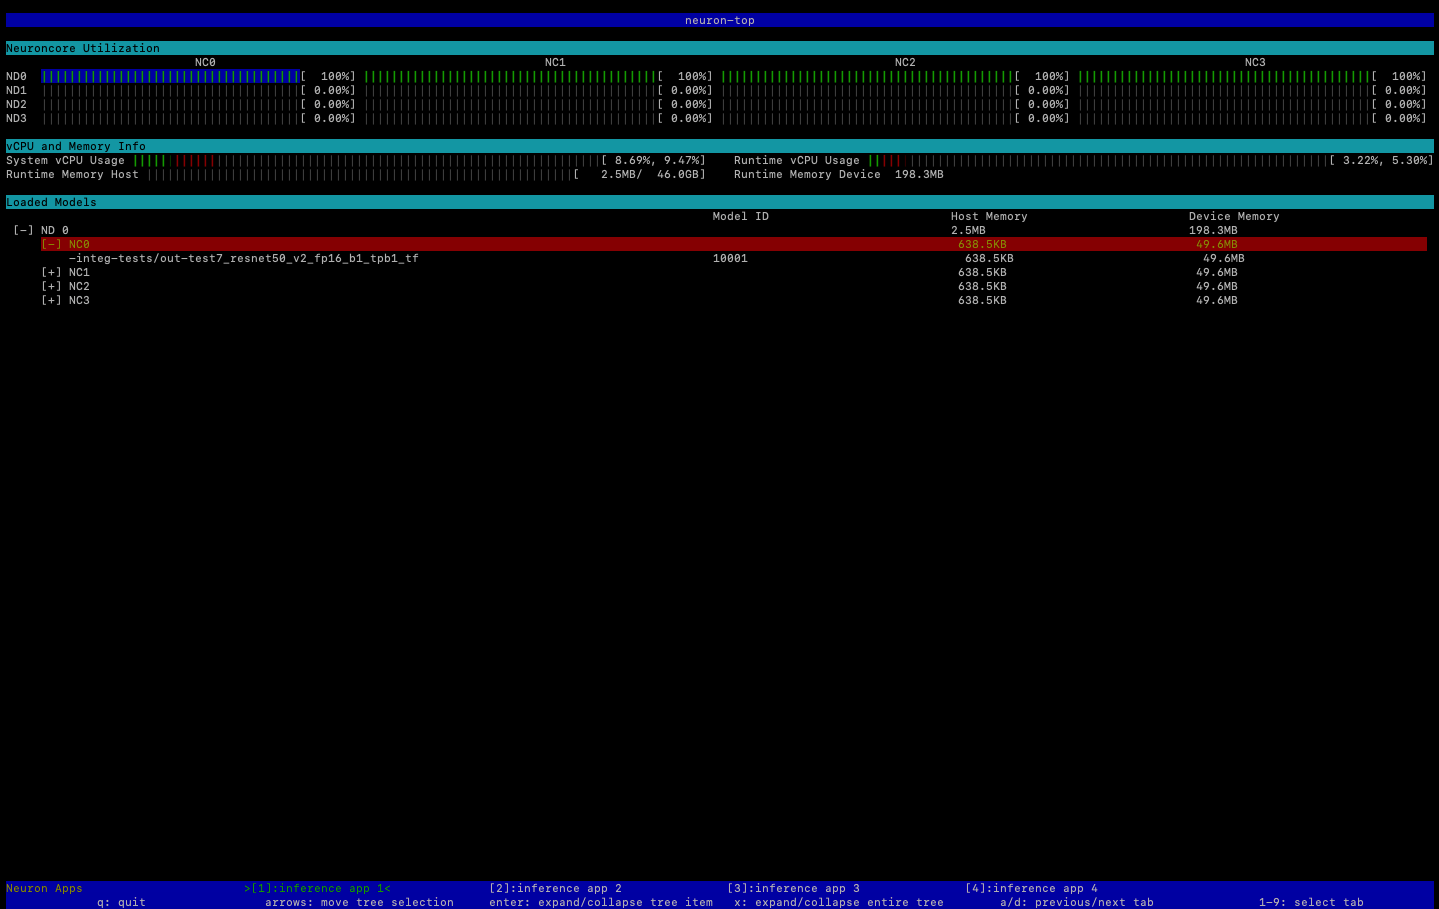 neuron-top
Neuroncore Utilization
NC0 NC1 NC2 NC3
ND0 [ 100%] [ 100%] [ 100%] [ 100%]
ND1 [ 0.00%] [ 0.00%] [ 0.00%] [ 0.00%]
ND2 [ 0.00%] [ 0.00%] [ 0.00%] [ 0.00%]
ND3 [ 0.00%] [ 0.00%] [ 0.00%] [ 0.00%]
vCPU and Memory Info
System vCPU Usage [ 8.69%, 9.47%] Runtime vCPU Usage [ 3.22%, 5.30%]
Runtime Memory Host [ 2.5MB/ 46.0GB] Runtime Memory Device 198.3MB
Loaded Models
Model ID Host Memory Device Memory
[-] ND 0 2.5MB 198.3MB
[-] NC0 638.5KB 49.6MB
-integ-tests/out-test7_resnet50_v2_fp16_b1_tpb1_tf 10001 638.5KB 49.6MB
[+] NC1 638.5KB 49.6MB
[+] NC2 638.5KB 49.6MB
[+] NC3 638.5KB 49.6MB
Neuron Apps >[1]:inference app 1< [2]:inference app 2 [3]:inference app 3 [4]:inference app 4
q: quit arrows: move tree selection enter: expand/collapse tree item x: expand/collapse entire tree a/d: previous/next tab 1-9: select tab